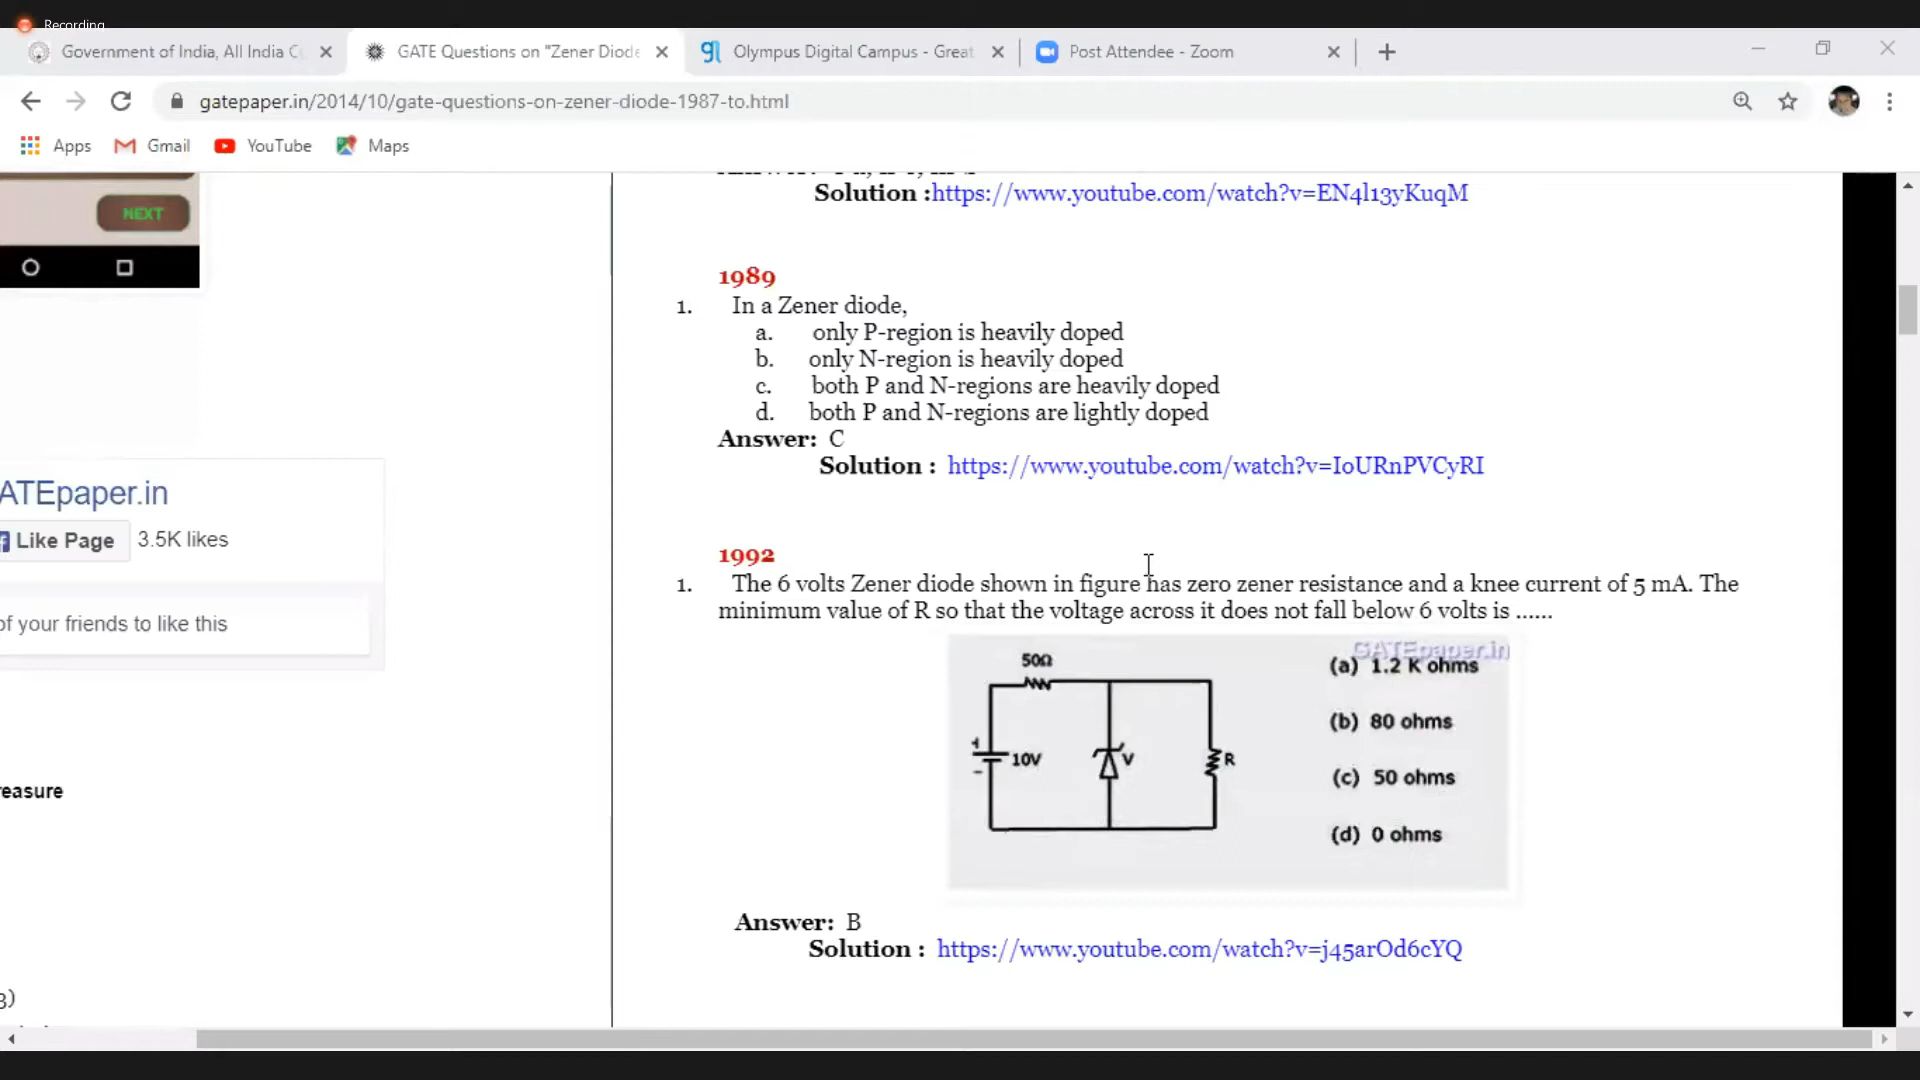 Recording
Government of India, All India C
GATE Questions on "Zener Diode
Olympus Digital Campus - Great
Post Attendee - Zoom
gatepaper.in/2014/10/gate-questions-on-zener-diode-1987-to.html
Apps
Gmail
YouTube
Maps
NEXT
Solution :https://www.youtube.com/watch?v=EN4l13yKuqM
1989
1. In a Zener diode,
a. only P-region is heavily doped
b. only N-region is heavily doped
c. both P and N-regions are heavily doped
d. both P and N-regions are lightly doped
Answer: C
Solution : https://www.youtube.com/watch?v=IoURnPVCyRI
ATEpaper.in
Like Page
3.5K likes
of your friends to like this
1992
1. The 6 volts Zener diode shown in figure has zero zener resistance and a knee current of 5 mA. The
minimum value of R so that the voltage across it does not fall below 6 volts is ......
GATEpaper.in
50Ω
+
10V
-
V
R
(a) 1.2 K ohms
(b) 80 ohms
(c) 50 ohms
(d) 0 ohms
easure
Answer: B
Solution : https://www.youtube.com/watch?v=j45arOd6cYQ
3)